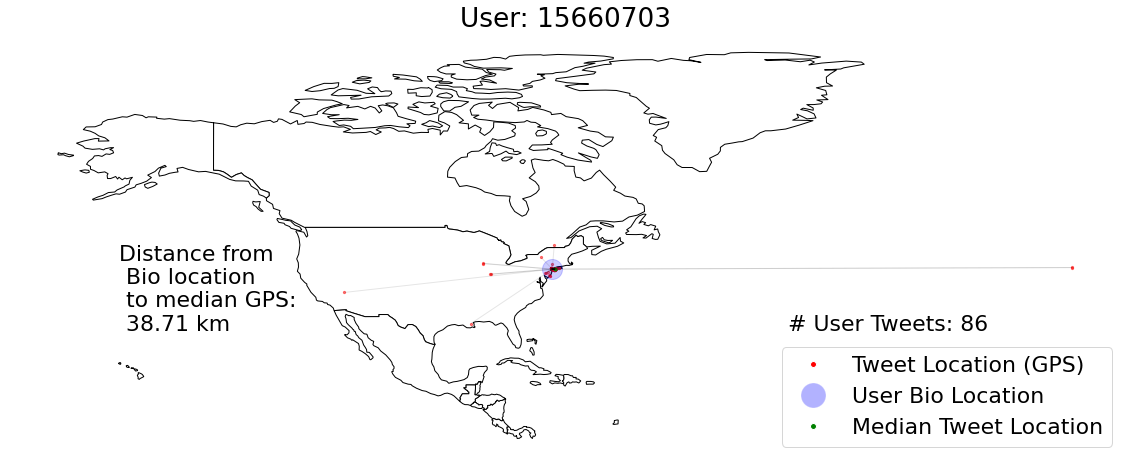 User: 15660703
Distance from
Bio location
to median GPS:
38.71 km
# User Tweets: 86
Tweet Location (GPS)
User Bio Location
Median Tweet Location